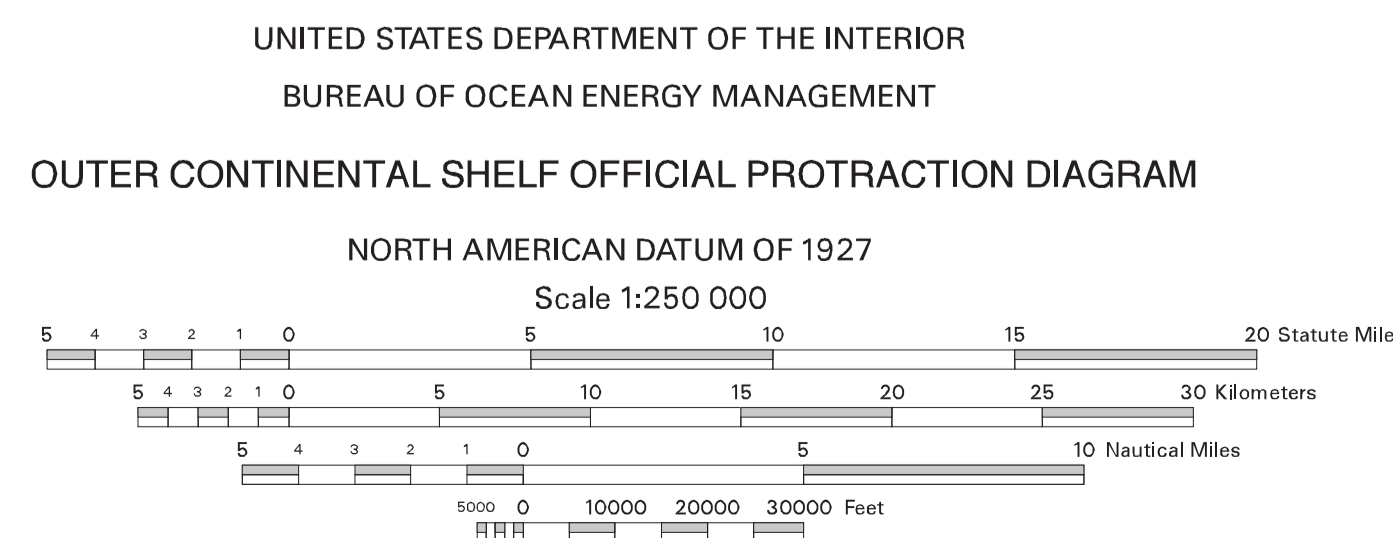 UNITED STATES DEPARTMENT OF THE INTERIOR
BUREAU OF OCEAN ENERGY MANAGEMENT
OUTER CONTINENTAL SHELF OFFICIAL PROTRACTION DIAGRAM
NORTH AMERICAN DATUM OF 1927
Scale 1:250 000
5 4 3 2 1 0 5 10 15 20 Statute Mile
5 4 3 2 1 0 5 10 15 20 25 30 Kilometers
5 4 3 2 1 0 5 10 Nautical Miles
5000 0 10000 20000 30000 Feet